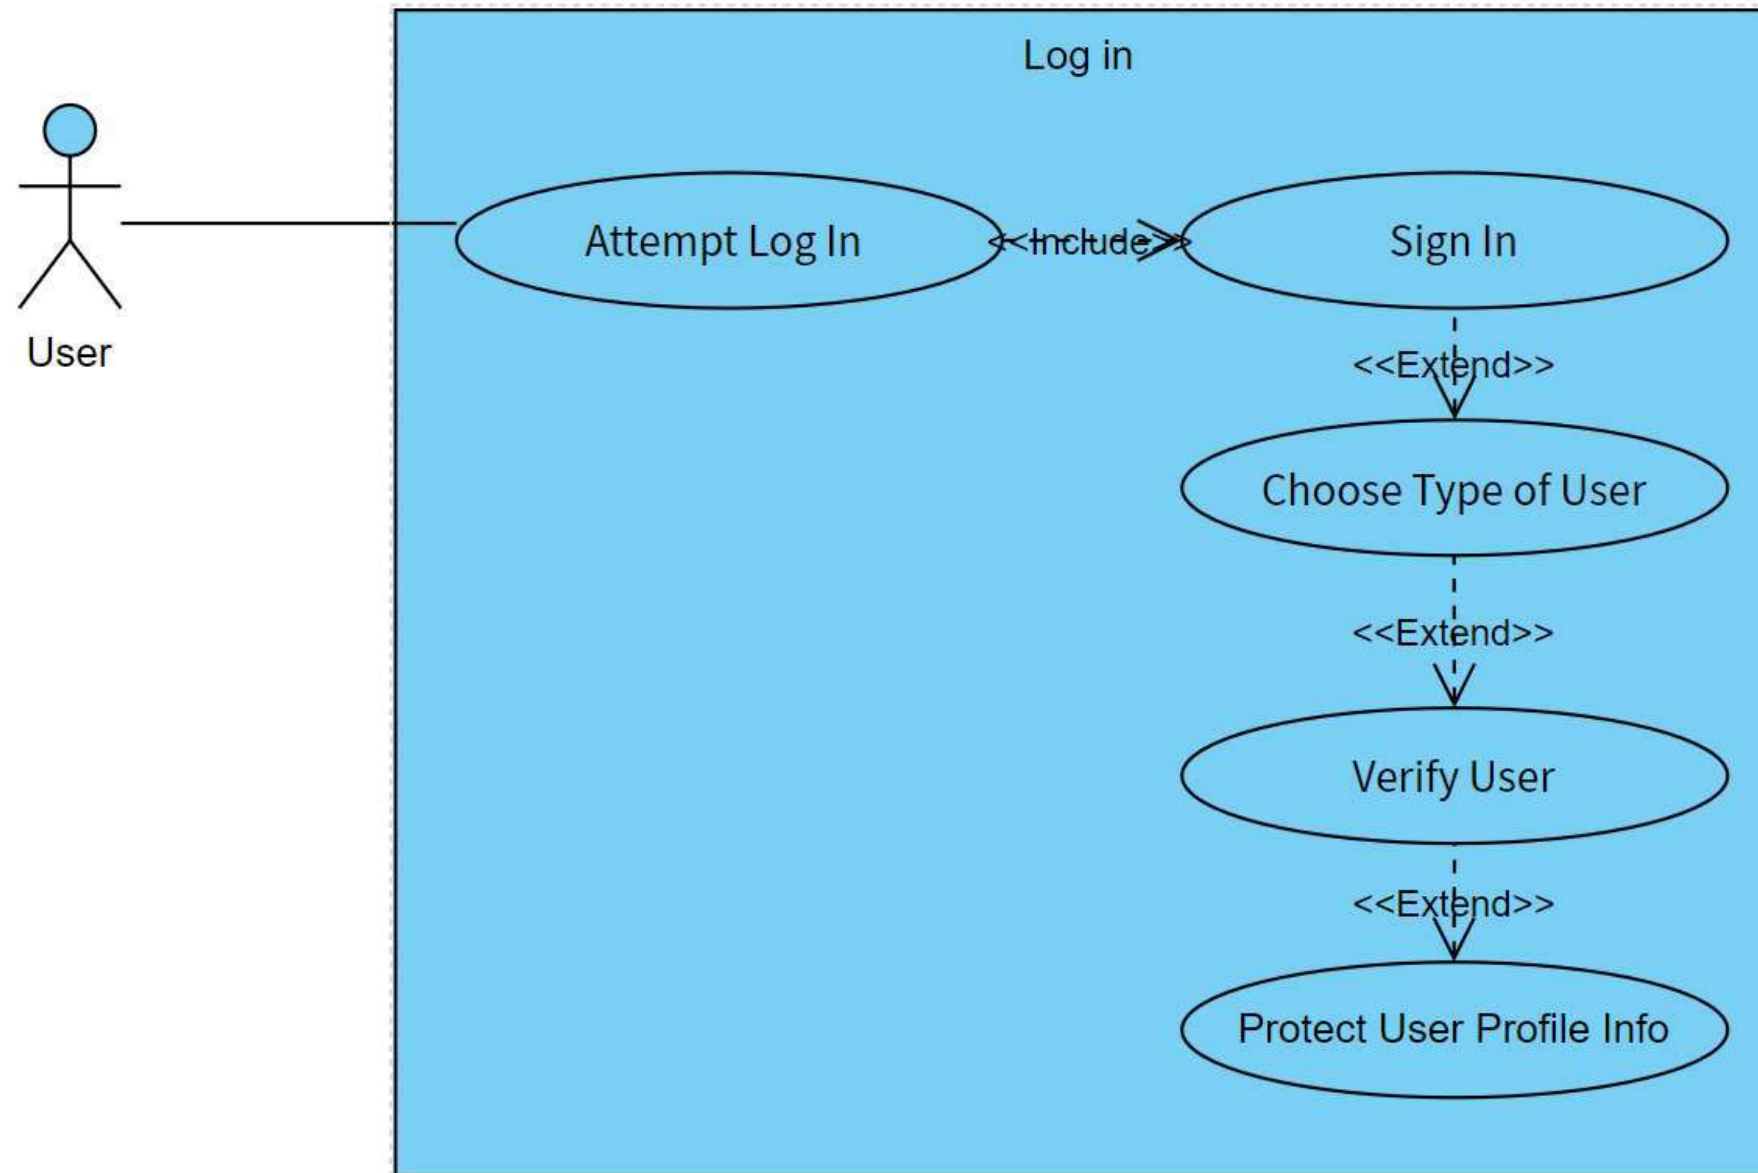 Log in
Attempt Log In
<<Include>>
Sign In
User
<<Extend>>
Choose Type of User
<<Extend>>
Verify User
<<Extend>>
Protect User Profile Info